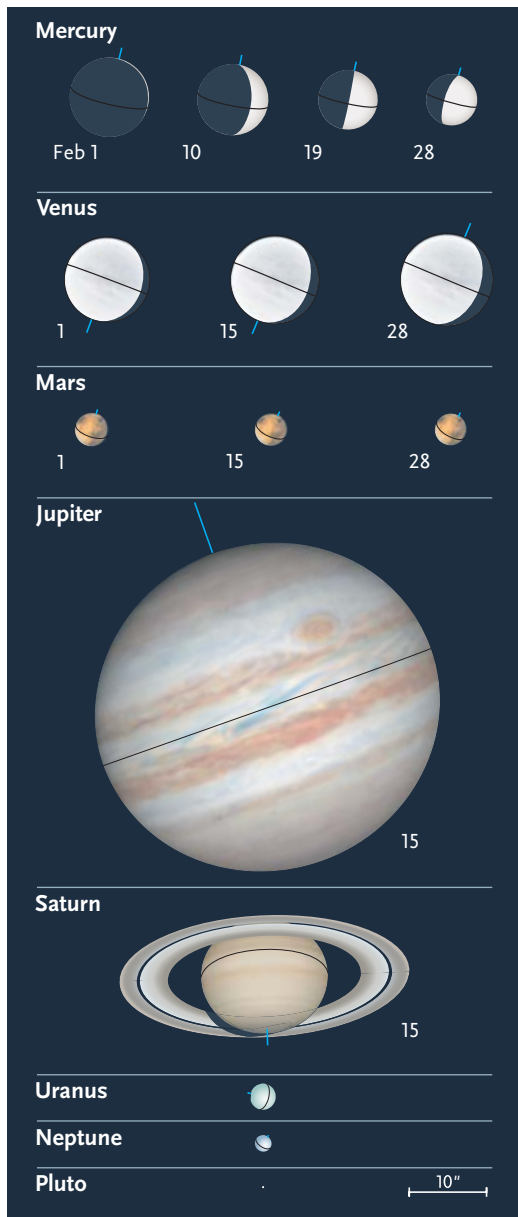 Mercury
Feb 1 10 19 28
Venus
1 15 28
Mars
1 15 28
Jupiter
15
Saturn
15
Uranus
Neptune
Pluto 10"